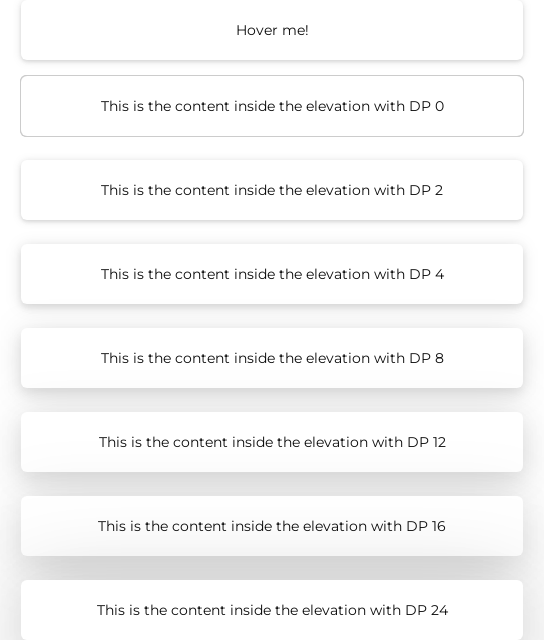 Hover me!
This is the content inside the elevation with DP 0
This is the content inside the elevation with DP 2
This is the content inside the elevation with DP 4
This is the content inside the elevation with DP 8
This is the content inside the elevation with DP 12
This is the content inside the elevation with DP 16
This is the content inside the elevation with DP 24